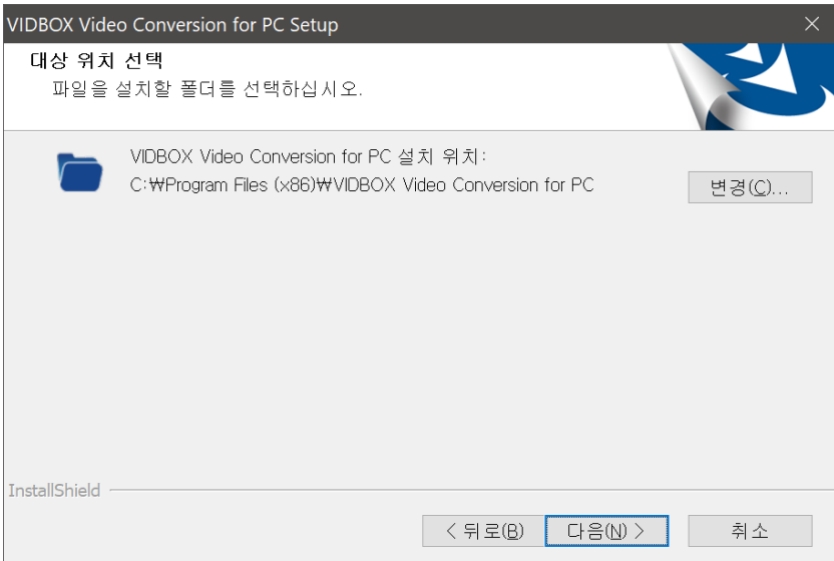 VIDBOX Video Conversion for PC Setup
대상 위치 선택
파일을 설치할 폴더를 선택하십시오.
VIDBOX Video Conversion for PC 설치 위치:
C:₩Program Files (x86)₩VIDBOX Video Conversion for PC
변경(C)...
InstallShield
< 뒤로(B)
다음(N) >
취소